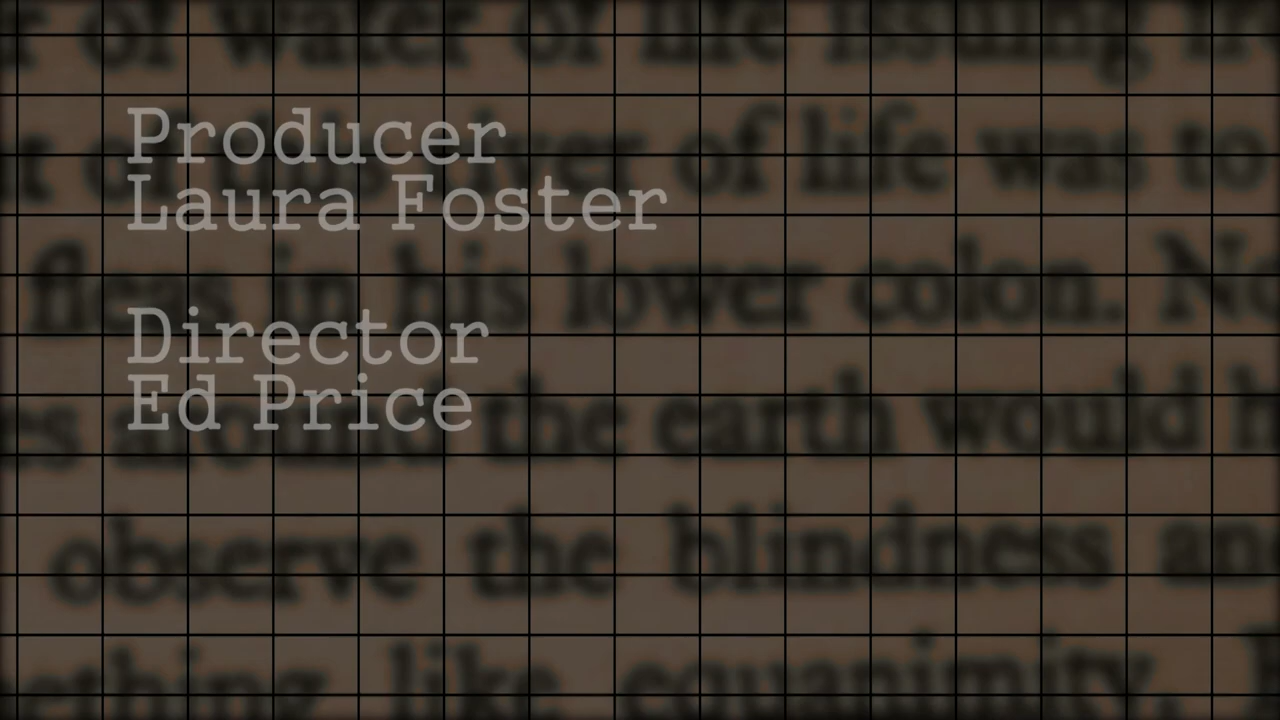 r of water of life issuing
Producer
of life was to
Laura Foster
fleas in his lower colon.
Director
around the earth would
Ed Price
observe the blindness
like equanimity.